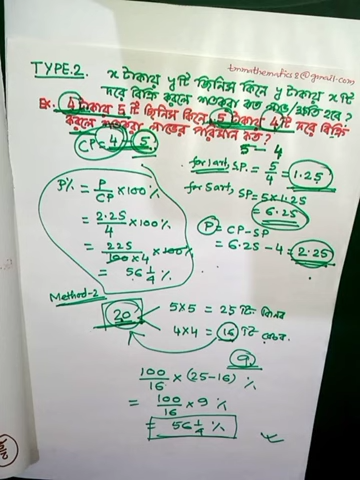 tmmathematics2@gmail.com
TYPE.2. x টাকায় y টি জিনিস কিনে y টাকায় x টি
দরে বিক্রি করলে শতকরা কত লাভ/ক্ষতি হবে?
Ex. 4 টাকায় 5 টি জিনিস কিনে 5 টাকায় 4 টি দরে বিক্রি
করলে শতকরা লাভের পরিমান কত?
CP = 4 5
5 - 4
for 1 art, S.P. = 5/4 = 1.25
for 5 art, SP = 5 x 1.25
= 6.25
P = CP - SP
= 6.25 - 4 = 2.25
P% = P/CP x 100%
= 2.25/4 x 100%
= 225/(100 x 4) x 100%
= 56 1/4 %
Method-2
20
5 x 5 = 25 টি
4 x 4 = 16 টি
9
100/16 x (25-16) %
= 100/16 x 9 %
= 56 1/4 %